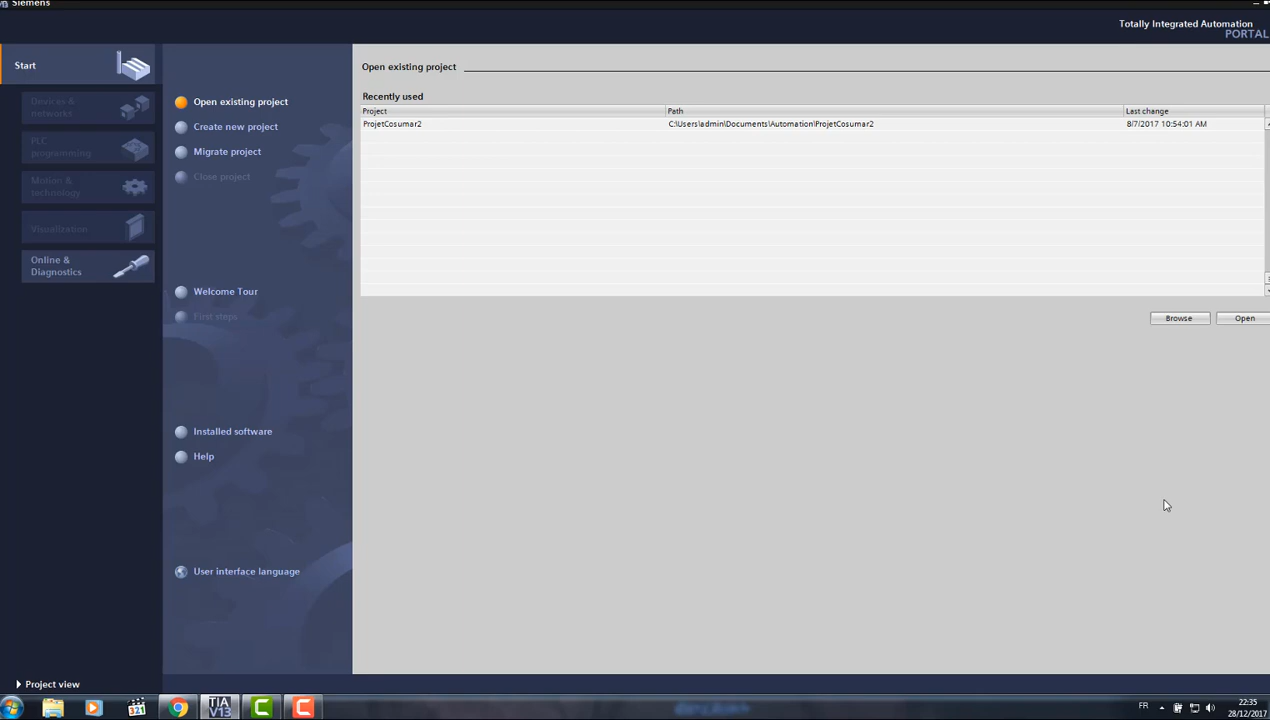 Siemens
Totally Integrated Automation
PORTAL
Start
Devices &
networks
PLC
programming
Motion &
technology
Visualization
Online &
Diagnostics
Open existing project
Create new project
Migrate project
Close project
Welcome Tour
First steps
Installed software
Help
User interface language
Open existing project
Recently used
Project Path Last change
ProjetCosumar2 C:\Users\admin\Documents\Automation\ProjetCosumar2 8/7/2017 10:54:01 AM
Browse Open
Project view
321
TIA
V13
FR
22:35
28/12/2017